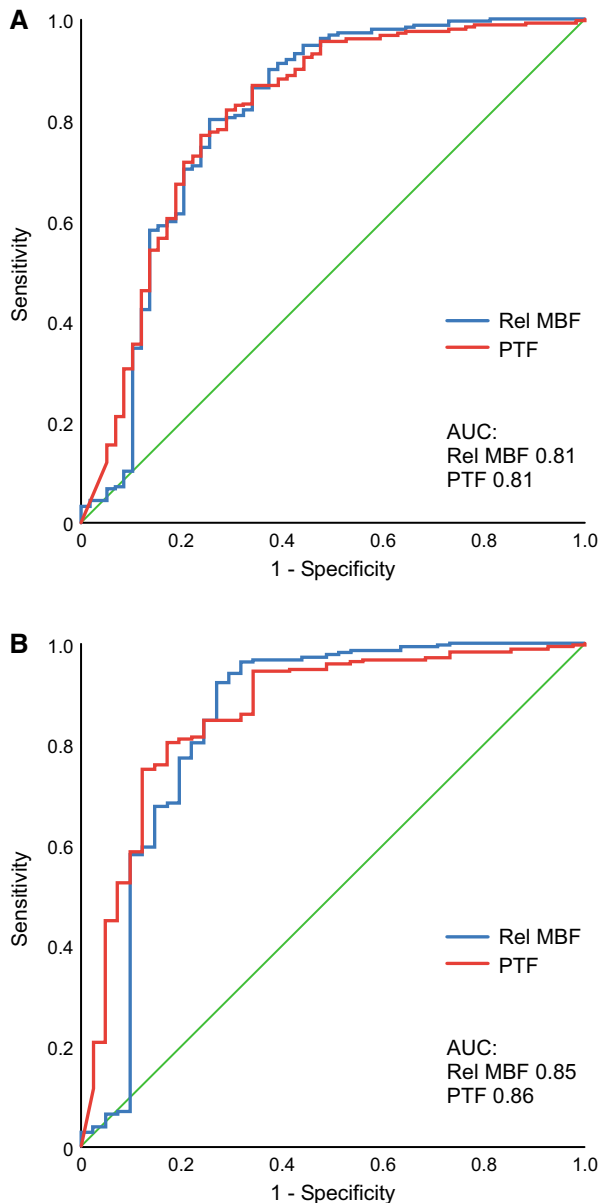 A
1.0
0.8
0.6
0.4
0.2
0
Sensitivity
Rel MBF
PTF
AUC:
Rel MBF 0.81
PTF 0.81
0 0.2 0.4 0.6 0.8 1.0
1 - Specificity
B
1.0
0.8
0.6
0.4
0.2
0
Sensitivity
Rel MBF
PTF
AUC:
Rel MBF 0.85
PTF 0.86
0 0.2 0.4 0.6 0.8 1.0
1 - Specificity